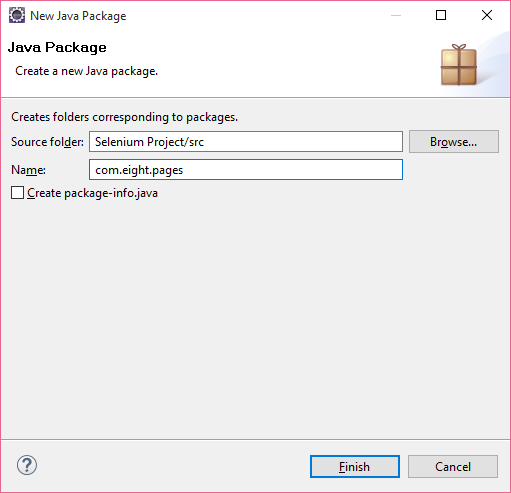 New Java Package
Java Package
Create a new Java package.
Creates folders corresponding to packages.
Source folder: Selenium Project/src Browse...
Name: com.eight.pages
Create package-info.java
? Finish Cancel